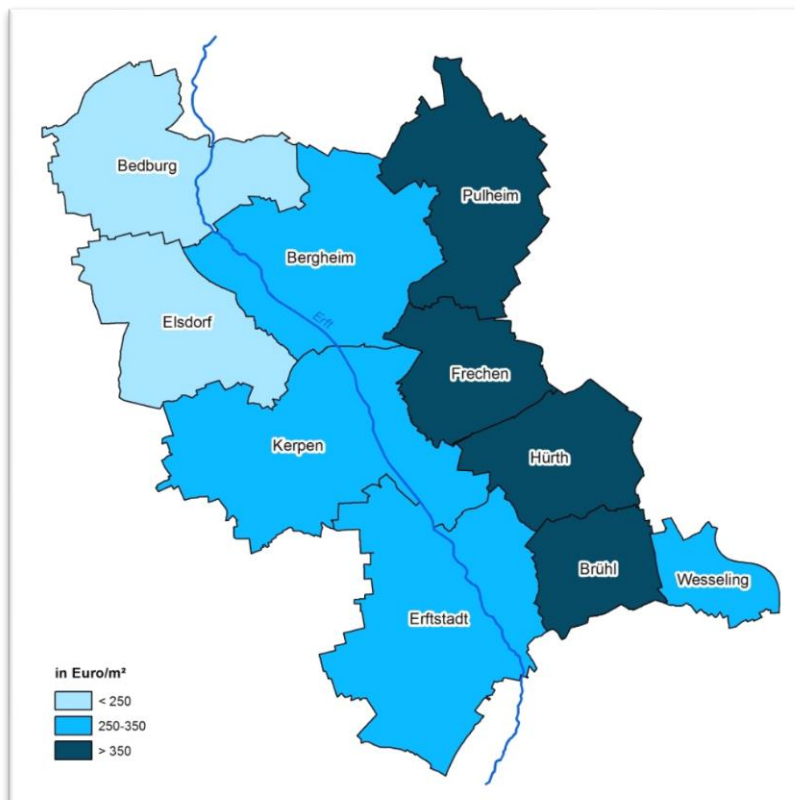 Bedburg
Pulheim
Bergheim
Erft
Elsdorf
Frechen
Kerpen
Hürth
Brühl
Wesseling
Erftstadt
in Euro/m²
< 250
250-350
> 350